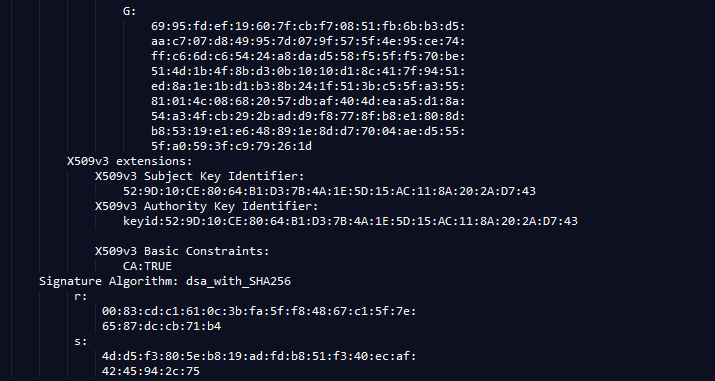 G:
69:95:fd:ef:19:60:7f:cb:f7:08:51:fb:6b:b3:d5:
aa:c7:07:d8:49:95:7d:07:9f:57:5f:4e:95:ce:74:
ff:c6:6d:c6:54:24:a8:da:d5:58:f5:5f:f5:70:be:
51:4d:1b:4f:8b:d3:0b:10:10:d1:8c:41:7f:94:51:
ed:8a:1e:1b:d1:b3:8b:24:1f:51:3b:c5:5f:a3:55:
81:01:4c:08:68:20:57:db:af:40:4d:ea:a5:d1:8a:
54:a3:4f:cb:29:2b:ad:d9:f8:77:8f:b8:e1:80:8d:
b8:53:19:e1:e6:48:89:1e:8d:d7:70:04:ae:d5:55:
5f:a0:59:3f:c9:79:26:1d
X509v3 extensions:
X509v3 Subject Key Identifier:
52:9D:10:CE:80:64:B1:D3:7B:4A:1E:5D:15:AC:11:8A:20:2A:D7:43
X509v3 Authority Key Identifier:
keyid:52:9D:10:CE:80:64:B1:D3:7B:4A:1E:5D:15:AC:11:8A:20:2A:D7:43
X509v3 Basic Constraints:
CA:TRUE
Signature Algorithm: dsa_with_SHA256
r:
00:83:cd:c1:61:0c:3b:fa:5f:f8:48:67:c1:5f:7e:
65:87:dc:cb:71:b4
s:
4d:d5:f3:80:5e:b8:19:ad:fd:b8:51:f3:40:ec:af:
42:45:94:2c:75